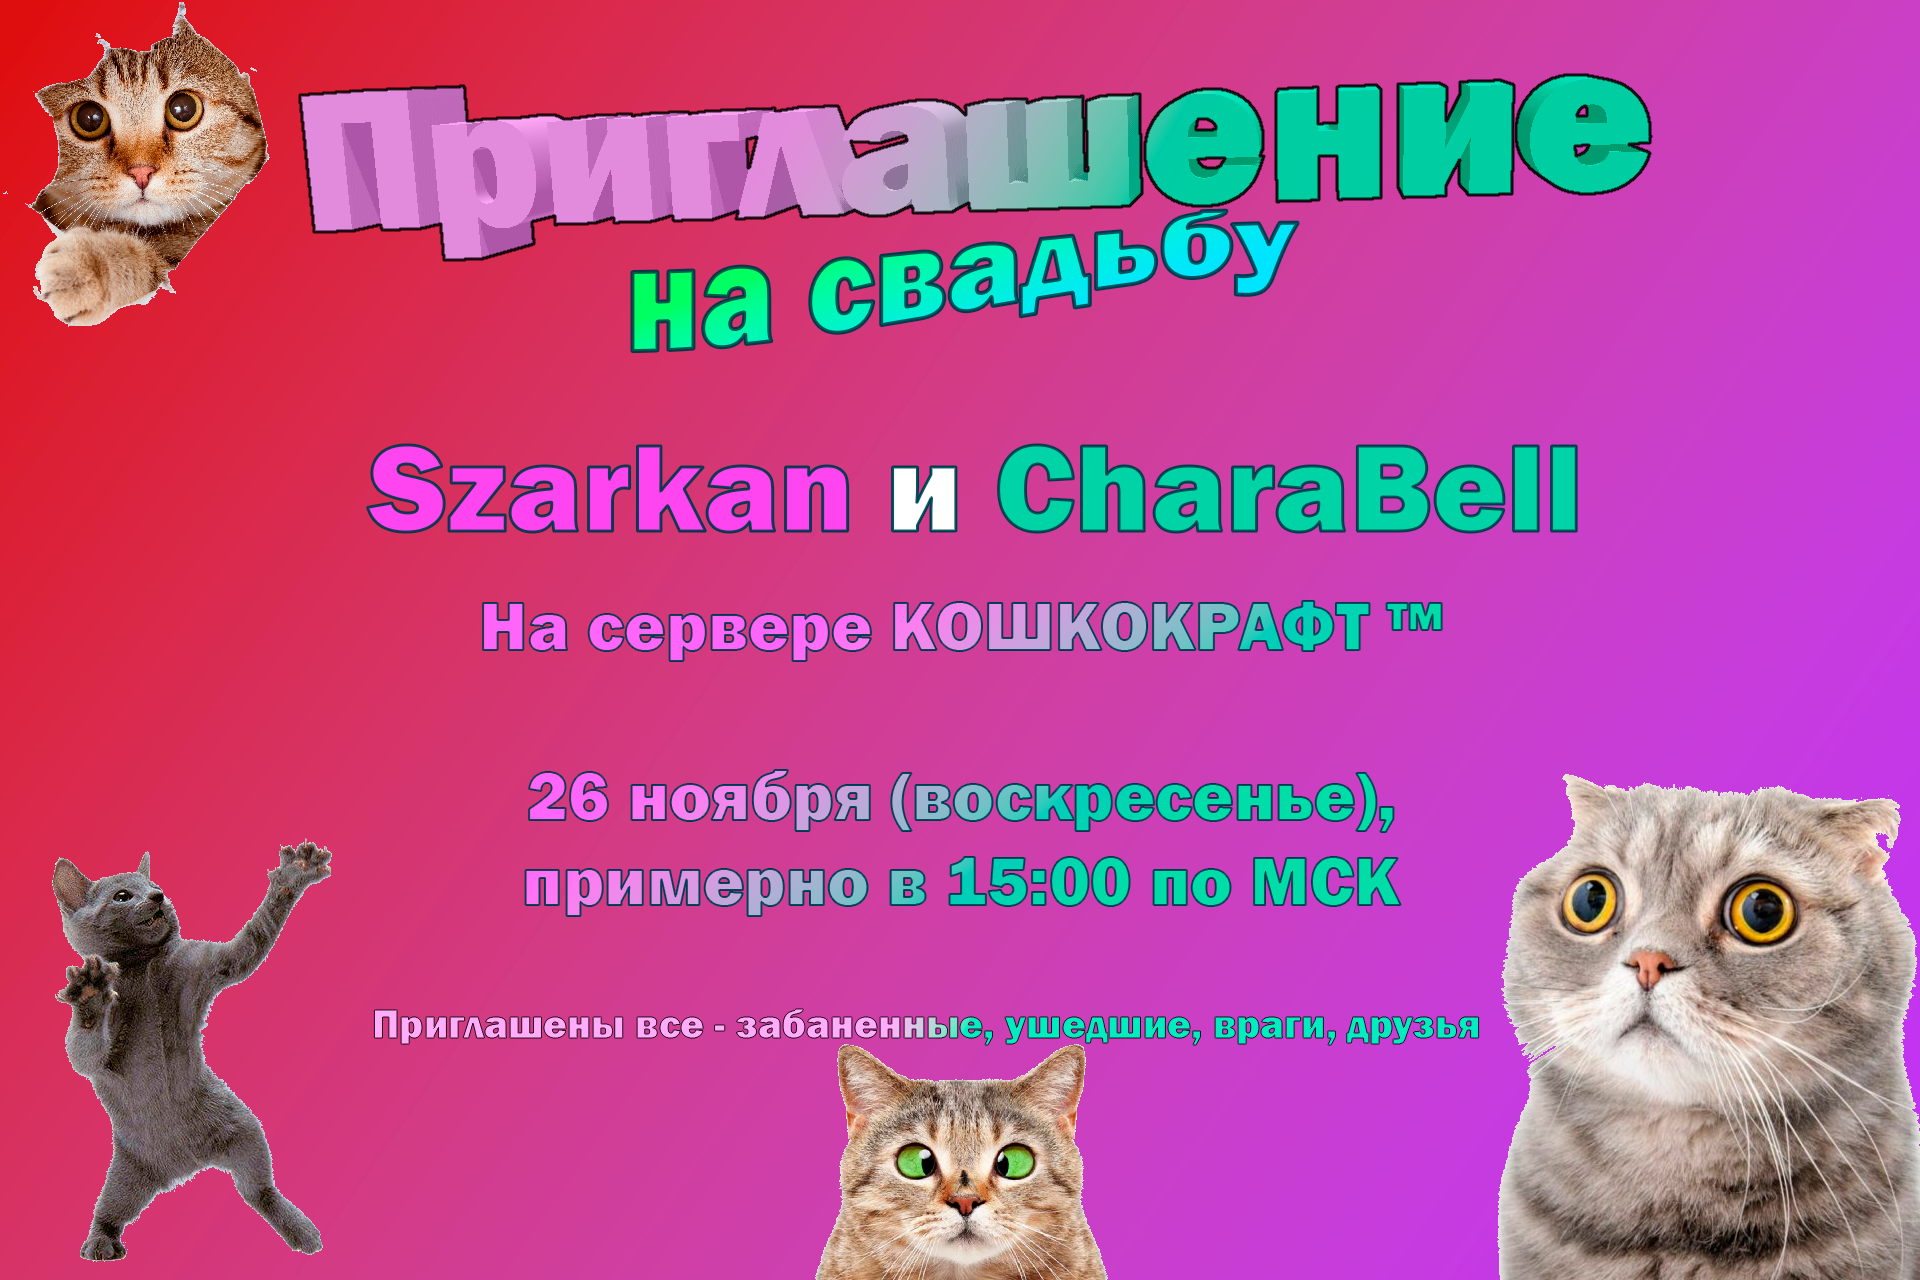 Приглашение
на свадьбу
Szarkan и CharaBell
На сервере КОШКОКРАФТ ™
26 ноября (воскресенье),
примерно в 15:00 по МСК
Приглашены все - забаненные, ушедшие, враги, друзья